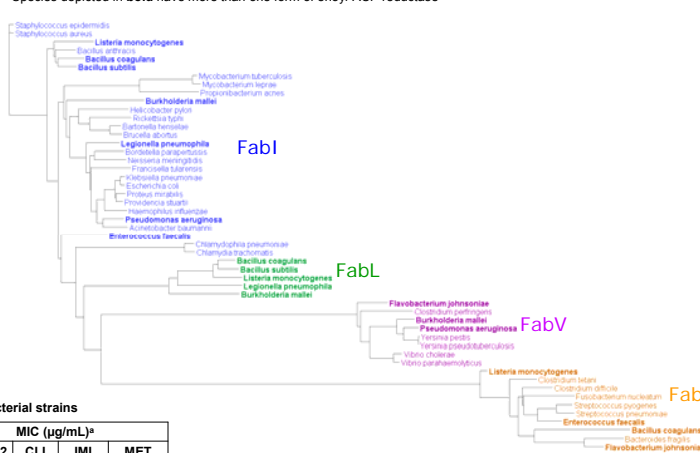 Species depicted in bold have more than one form of enoyl-ACP reductase
Staphylococcus epidermidis
Staphylococcus aureus
Listeria monocytogenes
Bacillus anthracis
Bacillus coagulans
Bacillus subtilis
Mycobacterium tuberculosis
Mycobacterium leprae
Propionibacterium acnes
Burkholderia mallei
Helicobacter pylori
Rickettsia typhi
Bartonella henselae
Brucella abortus
Legionella pneumophila
FabI
Bordetella parapertussis
Neisseria meningitidis
Francisella tularensis
Klebsiella pneumoniae
Escherichia coli
Proteus mirabilis
Providencia stuartii
Haemophilus influenzae
Pseudomonas aeruginosa
Acinetobacter baumannii
Enterococcus faecalis
Chlamydophila pneumoniae
Chlamydia trachomatis
Bacillus coagulans
Bacillus subtilis
FabL
Listeria monocytogenes
Legionella pneumophila
Burkholderia mallei
Flavobacterium johnsoniae
Clostridium perfringens
Burkholderia mallei
FabV
Pseudomonas aeruginosa
Yersinia pestis
Yersinia pseudotuberculosis
Vibrio cholerae
Vibrio parahaemolyticus
Listeria monocytogenes
Clostridium tetani
Clostridium difficile
Fab
Fusobacterium nucleatum
Streptococcus pyogenes
Streptococcus pneumoniae
Enterococcus faecalis
Bacillus coagulans
Bacteroides fragilis
Flavobacterium johnsonia
cterial strains
MIC (µg/mL)ª
2 CLI IMI MET